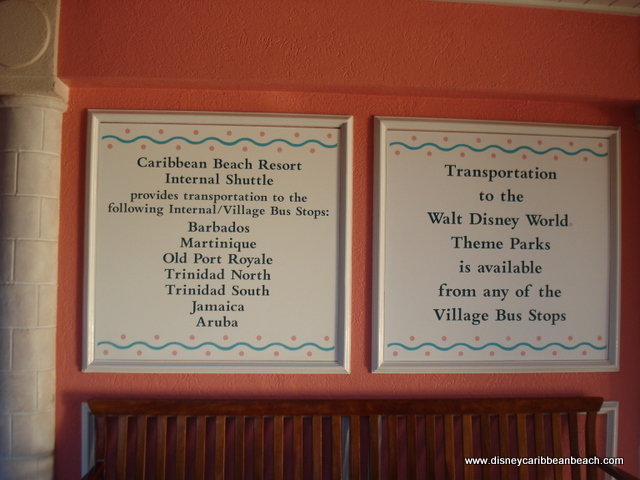 Caribbean Beach Resort
Internal Shuttle
provides transportation to the
following Internal/Village Bus Stops:
Barbados
Martinique
Old Port Royale
Trinidad North
Trinidad South
Jamaica
Aruba
Transportation
to the
Walt Disney World
Theme Parks
is available
from any of the
Village Bus Stops
www.disneycaribbeanbeach.com